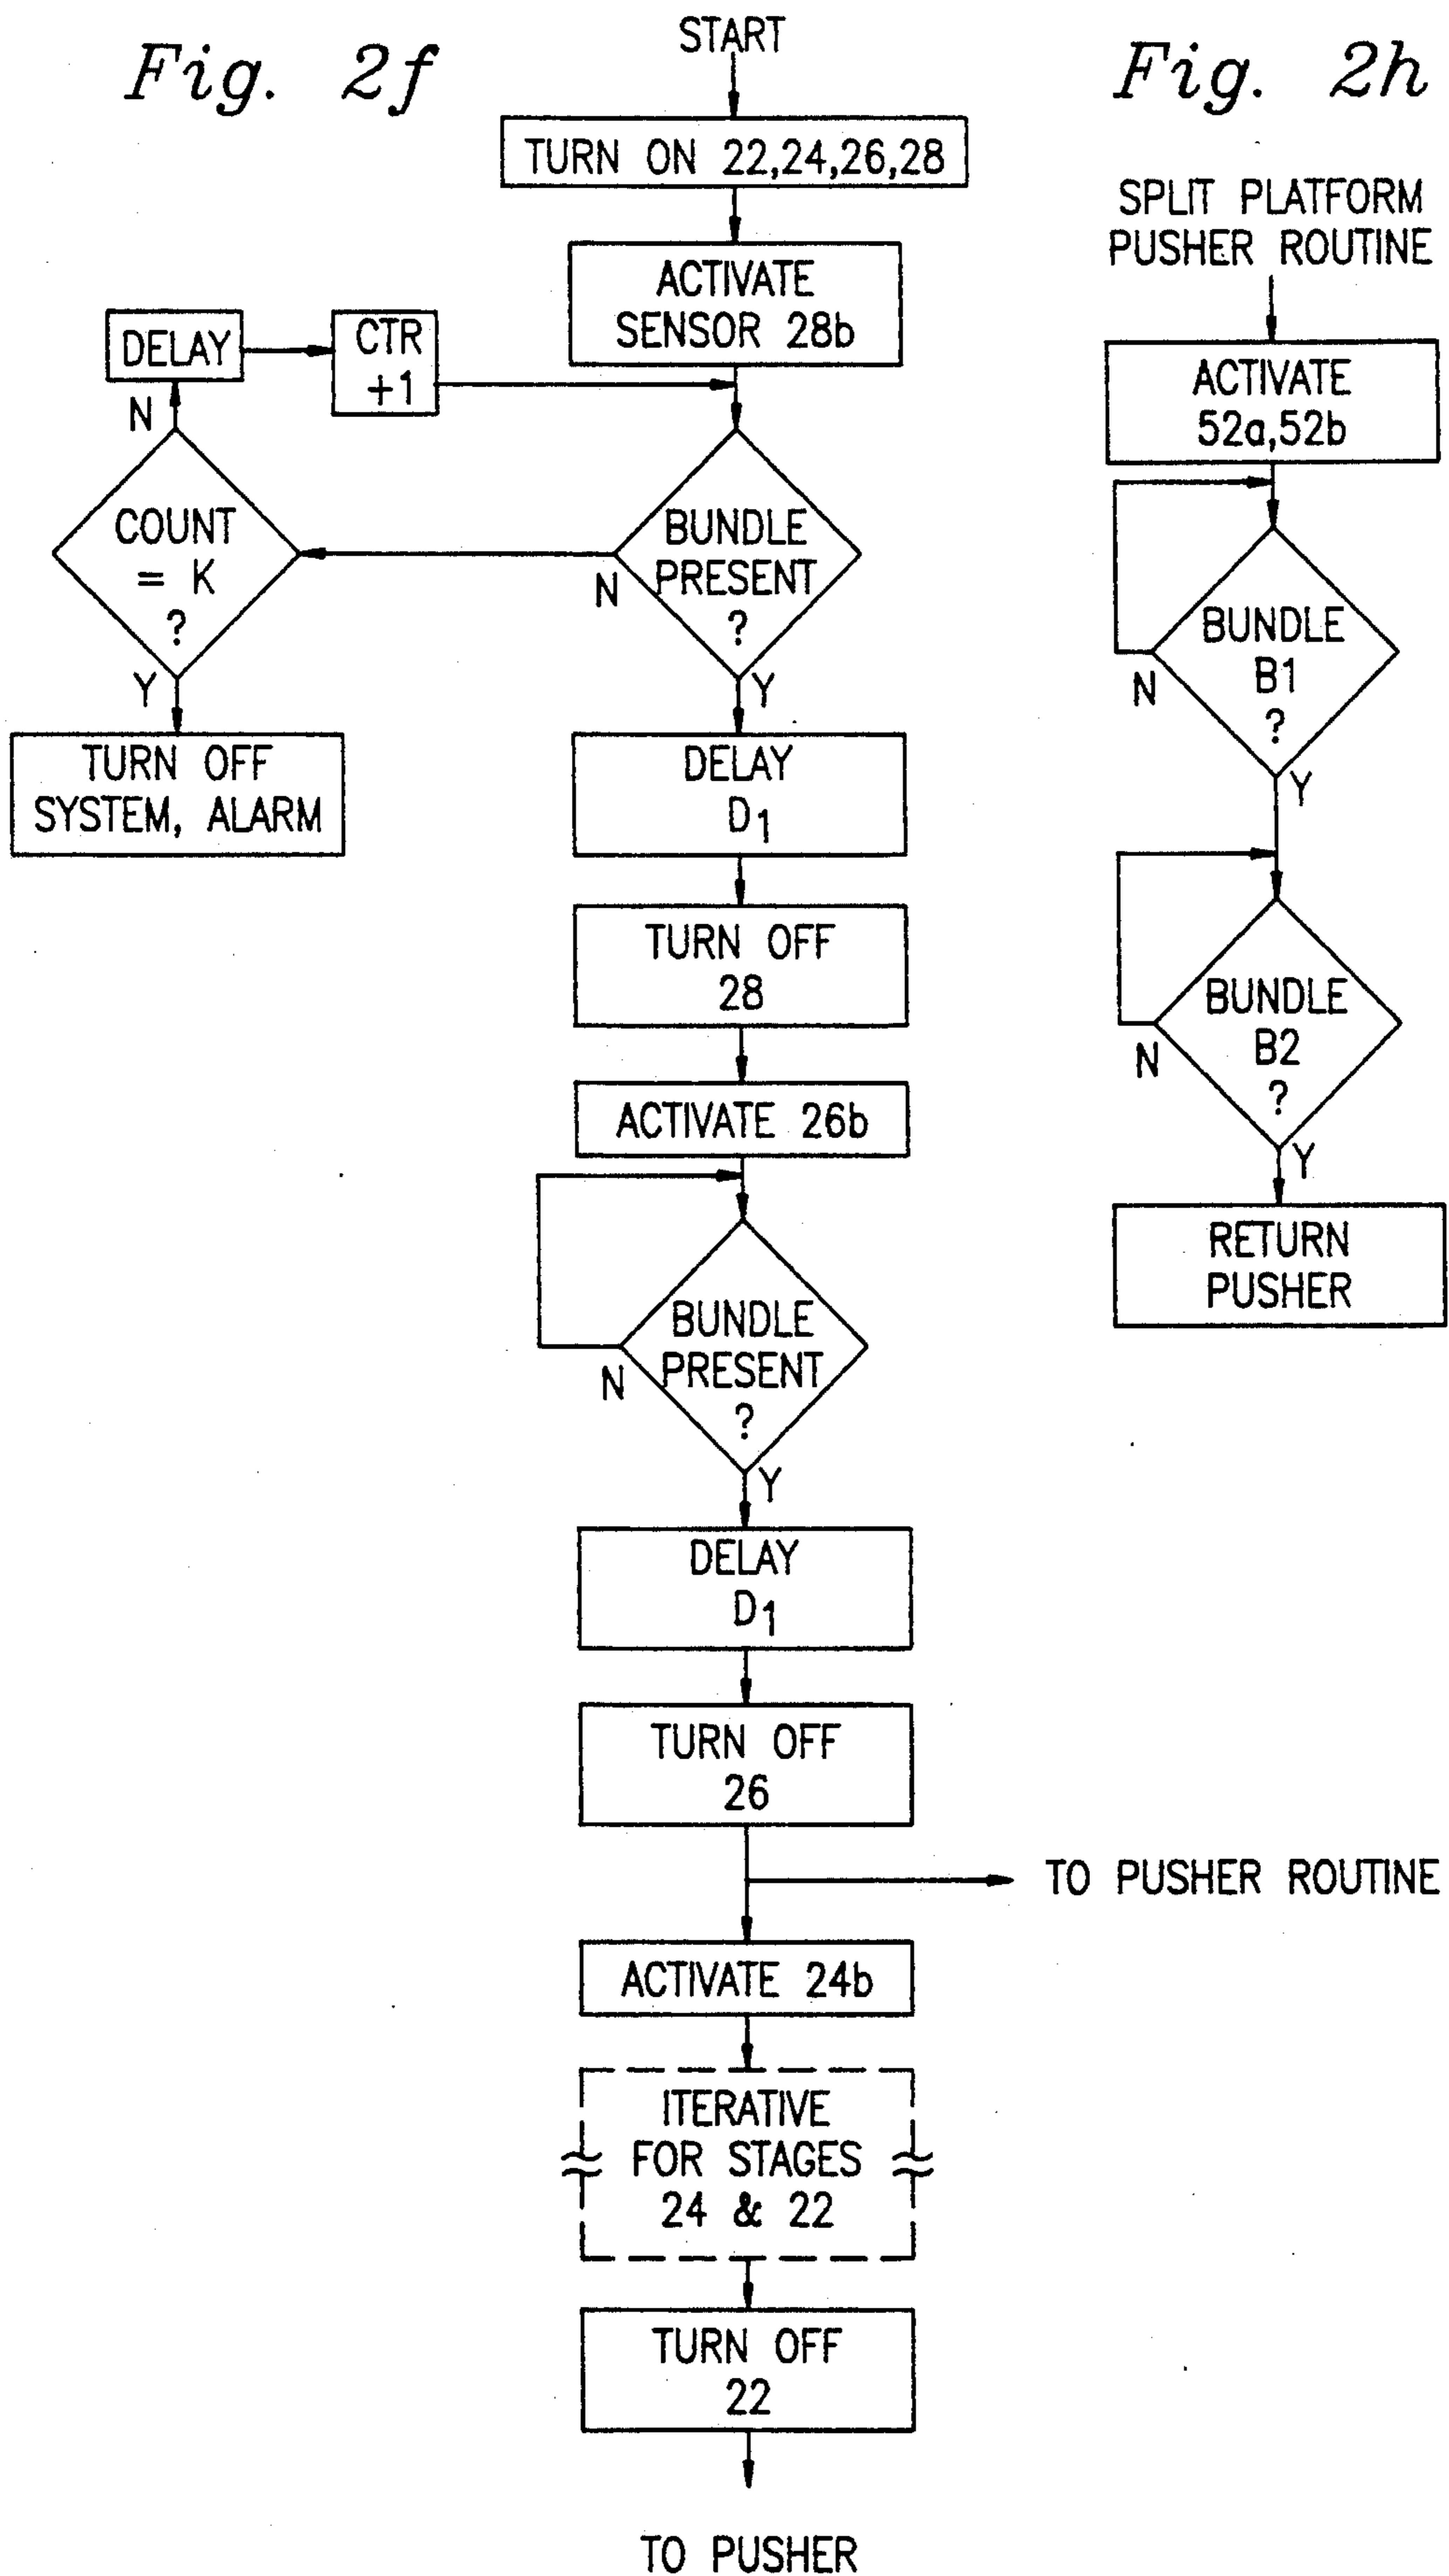 Fig. 2f
START
TURN ON 22,24,26,28
ACTIVATE
SENSOR 28b
DELAY
CTR
+1
N
COUNT
= K
?
Y
TURN OFF
SYSTEM, ALARM
BUNDLE
PRESENT
?
N
Y
DELAY
D1
TURN OFF
28
ACTIVATE 26b
BUNDLE
PRESENT
?
N
Y
DELAY
D1
TURN OFF
26
TO PUSHER ROUTINE
ACTIVATE 24b
ITERATIVE
FOR STAGES
24 & 22
TURN OFF
22
TO PUSHER
Fig. 2h
SPLIT PLATFORM
PUSHER ROUTINE
ACTIVATE
52a,52b
BUNDLE
B1
?
N
Y
BUNDLE
B2
?
N
Y
RETURN
PUSHER